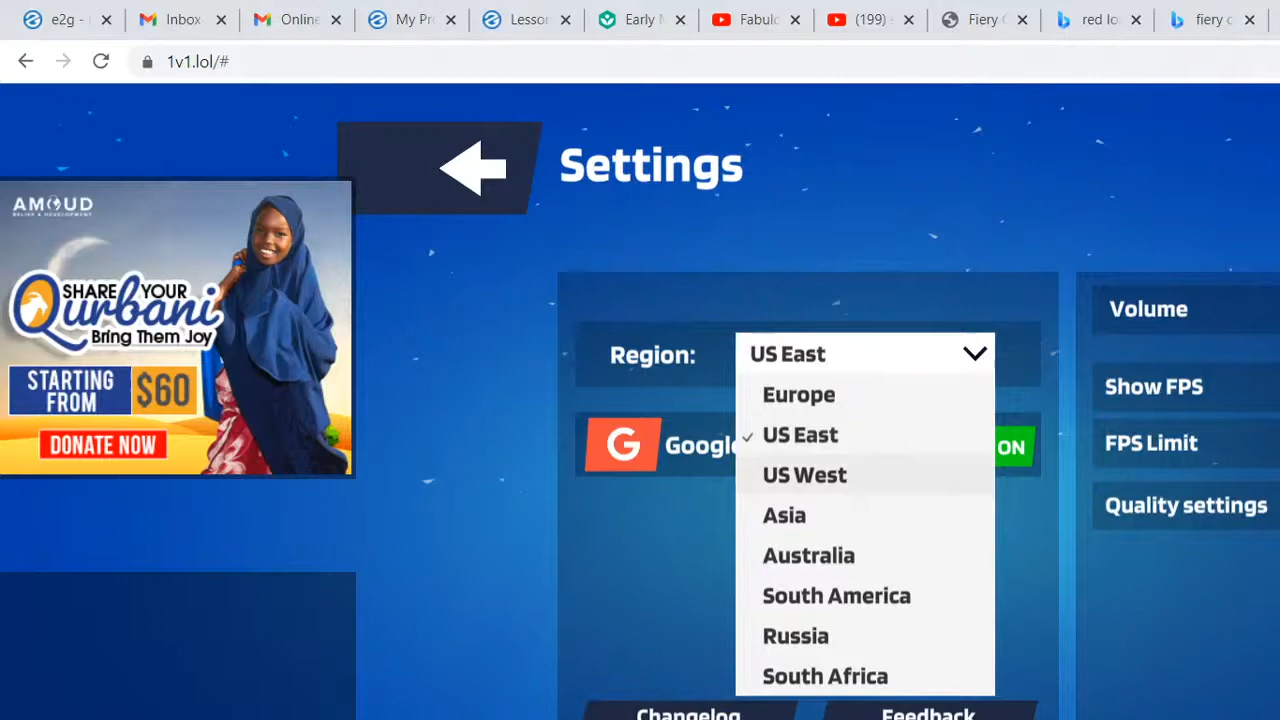 e2g -
Inbox
Online
My Pr
Lesson
Early M
Fabulo
(199)
Fiery C
red lo
fiery c
1v1.lol/#
Settings
AMOUD
RELIEF & DEVELOPMENT
SHARE YOUR
Qurbani
Bring Them Joy
STARTING
FROM
$60
DONATE NOW
Region:
US East
Europe
US East
US West
Asia
Australia
South America
Russia
South Africa
G
Google
ON
Volume
Show FPS
FPS Limit
Quality settings
Changelog
Feedback